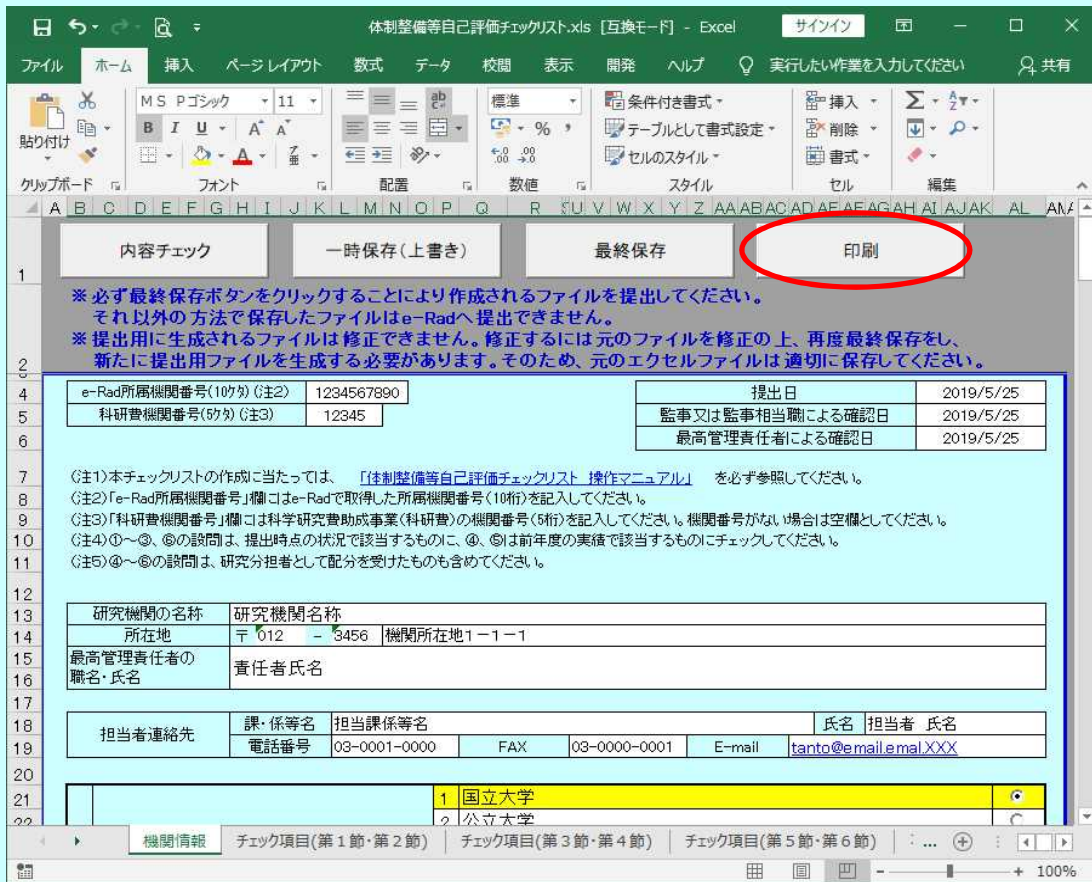 体制整備等自己評価チェックリスト.xls [互換モード] - Excel サインイン
ファイル ホーム 挿入 ページ レイアウト 数式 データ 校閲 表示 開発 ヘルプ 実行したい作業を入力してください 共有
MS Pゴシック 11 標準 条件付き書式 挿入
貼り付け B I U A A % , テーブルとして書式設定 削除
A 亜 セルのスタイル 書式
クリップボード フォント 配置 数値 スタイル セル 編集
A B C D E F G H I J K L M N O P Q R S U V W X Y Z AA AB AC AD AE AF AG AH AI AJ AK AL
1 内容チェック 一時保存(上書き) 最終保存 印刷
※必ず最終保存ボタンをクリックすることにより作成されるファイルを提出してください。
それ以外の方法で保存したファイルはe-Radへ提出できません。
※提出用に生成されるファイルは修正できません。修正するには元のファイルを修正の上、再度最終保存をし、
2 新たに提出用ファイルを生成する必要があります。そのため、元のエクセルファイルは適切に保存してください。
4 e-Rad所属機関番号(10ケタ)(注2) 1234567890 提出日 2019/5/25
5 科研費機関番号(5ケタ)(注3) 12345 監事又は監事相当職による確認日 2019/5/25
6 最高管理責任者による確認日 2019/5/25
7 (注1)本チェックリストの作成に当たっては、 「体制整備等自己評価チェックリスト 操作マニュアル」 を必ず参照してください。
8 (注2)「e-Rad所属機関番号」欄にはe-Radで取得した所属機関番号(10桁)を記入してください。
9 (注3)「科研費機関番号」欄には科学研究費助成事業(科研費)の機関番号(5桁)を記入してください。機関番号がない場合は空欄としてください。
10 (注4)①～③、⑥の設問は、提出時点の状況で該当するものに、④、⑤は前年度の実績で該当するものにチェックしてください。
11 (注5)④～⑥の設問は、研究分担者として配分を受けたものも含めてください。
12
13 研究機関の名称 研究機関名称
14 所在地 〒 012 - 3456 機関所在地1-1-1
15 最高管理責任者の
16 職名・氏名 責任者氏名
17
18 担当者連絡先 課・係等名 担当課係等名 氏名 担当者 氏名
19 電話番号 03-0001-0000 FAX 03-0000-0001 E-mail tanto@email.emal.XXX
20
21 1 国立大学
22 2 公立大学
機関情報 チェック項目(第1節・第2節) チェック項目(第3節・第4節) チェック項目(第5節・第6節) ...
100%